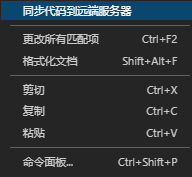 同步代码到远端服务器
更改所有匹配项 Ctrl+F2
格式化文档 Shift+Alt+F
剪切 Ctrl+X
复制 Ctrl+C
粘贴 Ctrl+V
命令面板... Ctrl+Shift+P